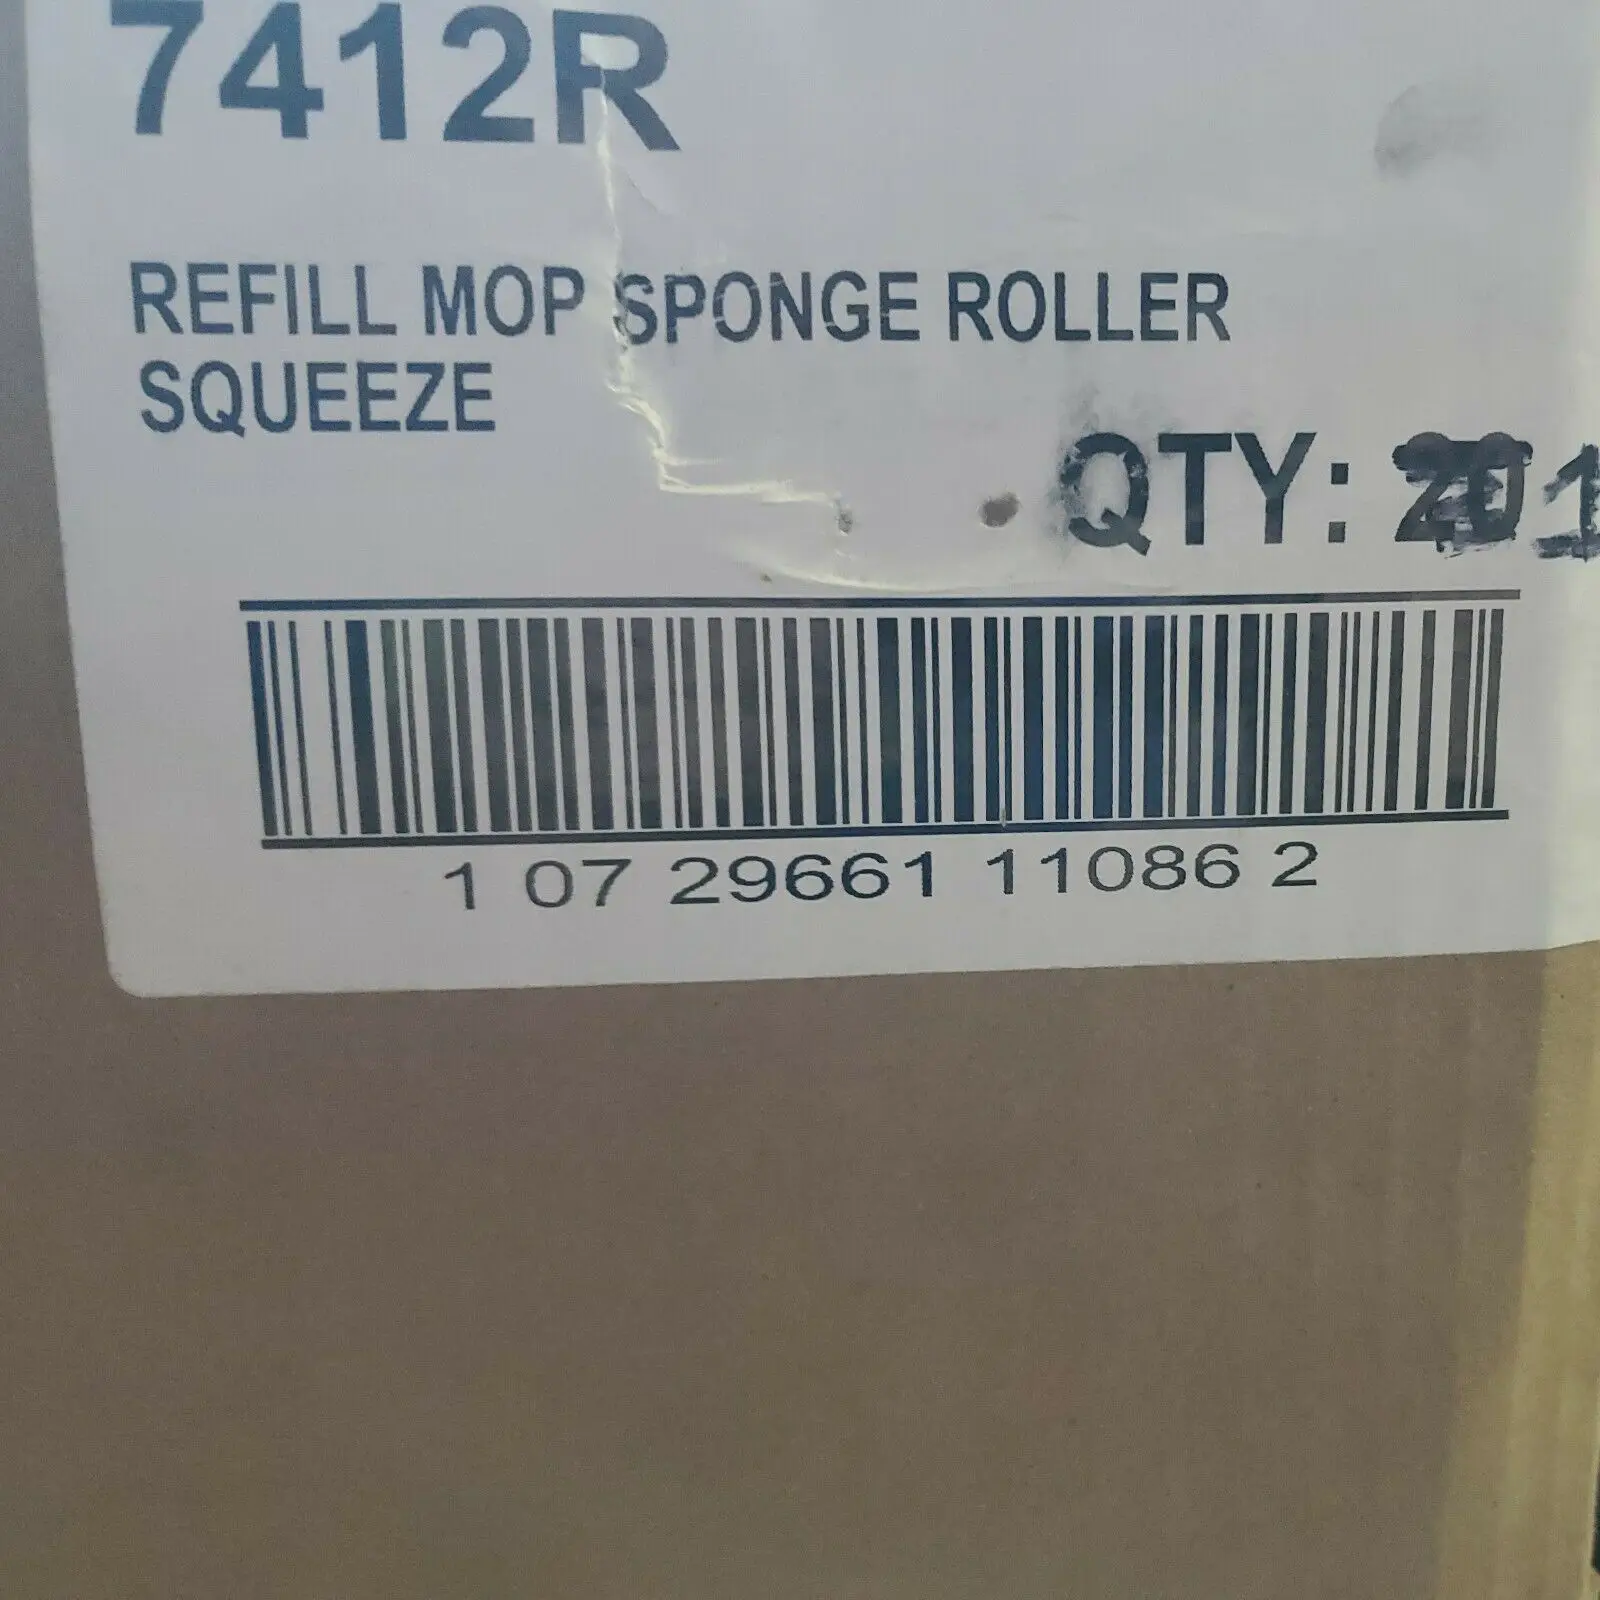 7412R
REFILL MOP SPONGE ROLLER
SQUEEZE
QTY:
1 07 29661 11086 2